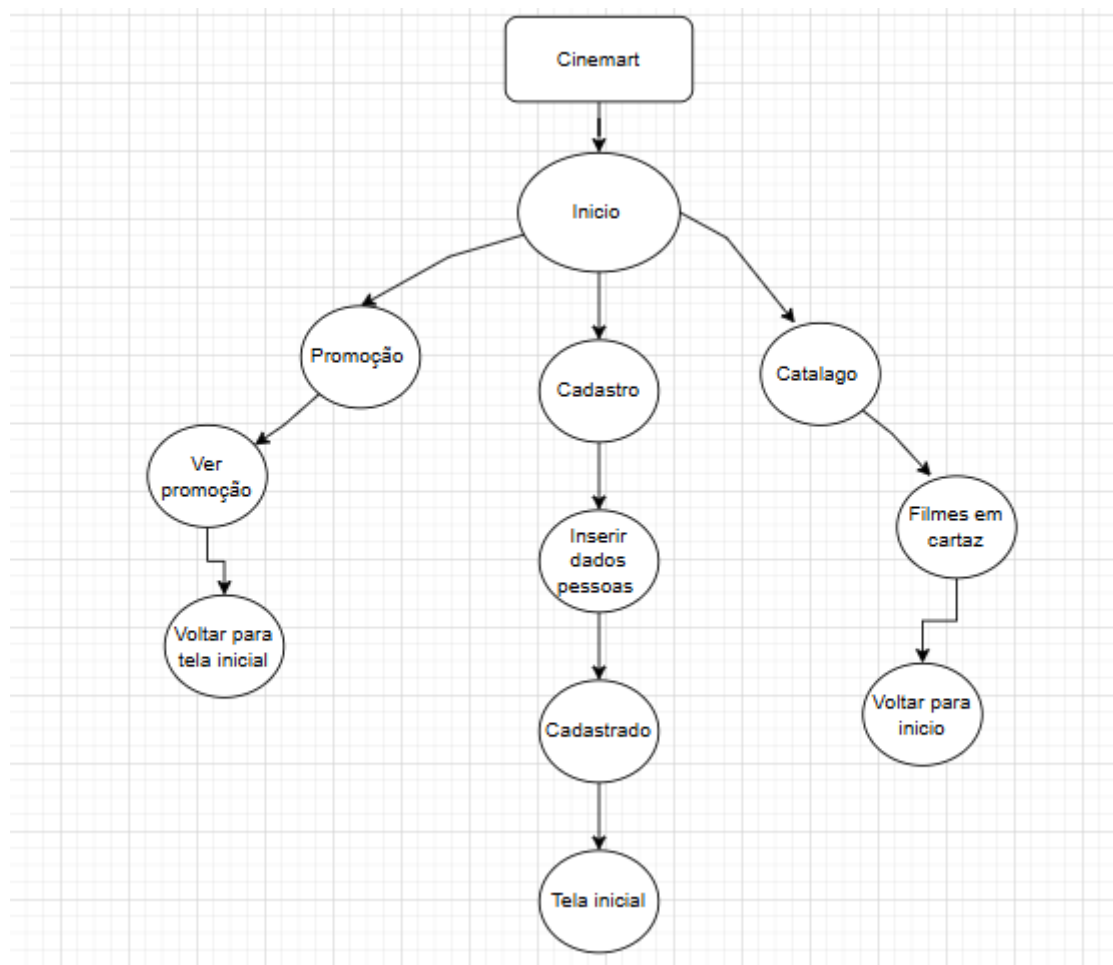 Cinemart
Inicio
Promoção
Cadastro
Catalago
Ver
promoção
Inserir
dados
pessoas
Filmes em
cartaz
Voltar para
tela inicial
Cadastrado
Voltar para
inicio
Tela inicial